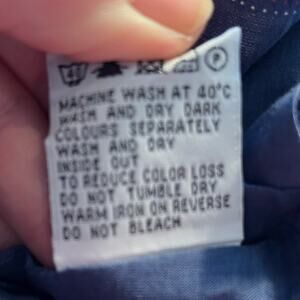 40
P
MACHINE WASH AT 40°C
WASH AND DRY DARK
COLOURS SEPARATELY
WASH AND DRY
INSIDE OUT
TO REDUCE COLOR LOSS
DO NOT TUMBLE DRY
WARM IRON ON REVERSE
DO NOT BLEACH